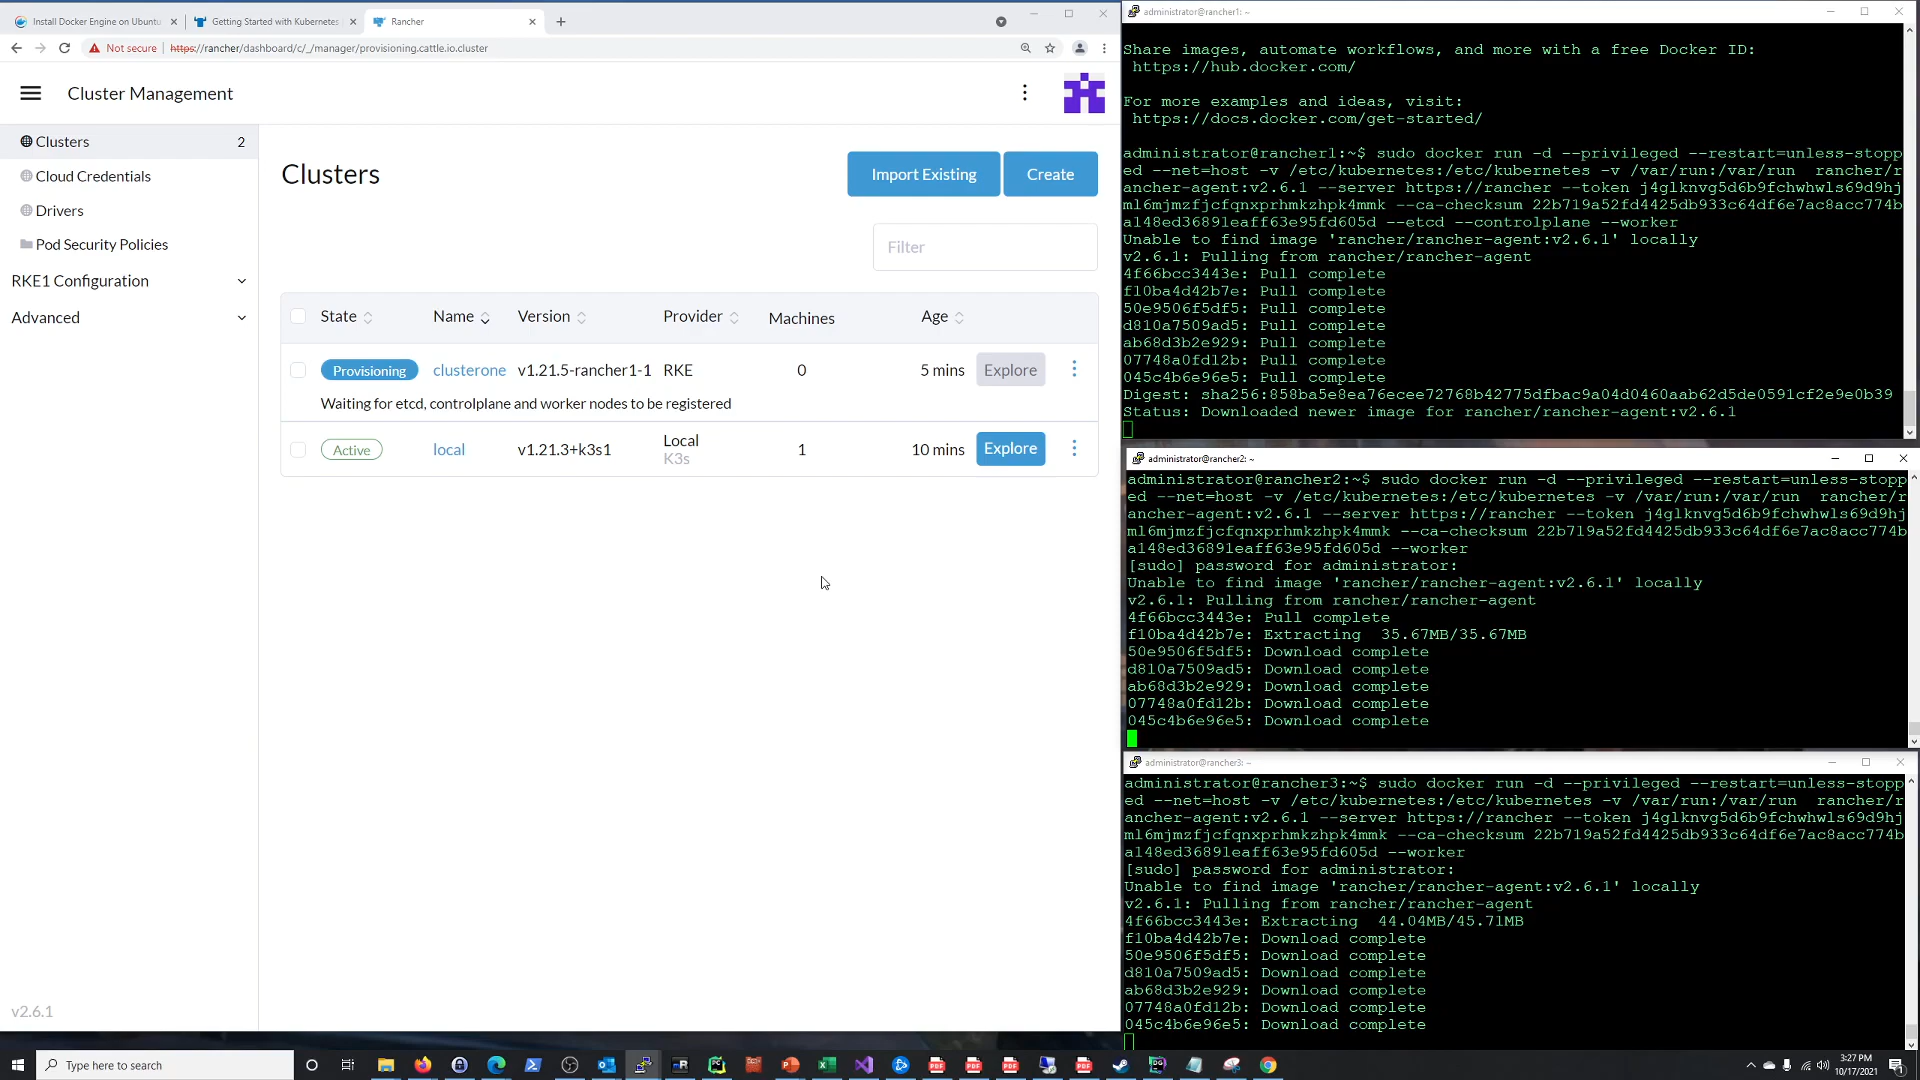 Install Docker Engine on Ubuntu
Getting Started with Kubernetes
Rancher
Not secure
https://rancher/dashboard/c/_/manager/provisioning.cattle.io.cluster
Cluster Management
Clusters 2
Cloud Credentials
Drivers
Pod Security Policies
RKE1 Configuration
Advanced
v2.6.1
Clusters
Import Existing
Create
Filter
State Name Version Provider Machines Age
Provisioning clusterone v1.21.5-rancher1-1 RKE 0 5 mins Explore
Waiting for etcd, controlplane and worker nodes to be registered
Active local v1.21.3+k3s1 Local K3s 1 10 mins Explore
administrator@rancher1: ~
Share images, automate workflows, and more with a free Docker ID:
https://hub.docker.com/
For more examples and ideas, visit:
https://docs.docker.com/get-started/
administrator@rancher1:~$ sudo docker run -d --privileged --restart=unless-stopp
ed --net=host -v /etc/kubernetes:/etc/kubernetes -v /var/run:/var/run  rancher/r
ancher-agent:v2.6.1 --server https://rancher --token j4glknvg5d6b9fchwhwls69d9hj
ml6mjmzfjcfqnxprhmkzhpk4mmk --ca-checksum 22b719a52fd4425db933c64df6e7ac8acc774b
a148ed36891eaff63e95fd605d --etcd --controlplane --worker
Unable to find image 'rancher/rancher-agent:v2.6.1' locally
v2.6.1: Pulling from rancher/rancher-agent
4f66bcc3443e: Pull complete
f10ba4d42b7e: Pull complete
50e9506f5df5: Pull complete
d810a7509ad5: Pull complete
ab68d3b2e929: Pull complete
07748a0fd12b: Pull complete
045c4b6e96e5: Pull complete
Digest: sha256:858ba5e8ea76ecee72768b42775dfbac9a04d0460aab62d5de0591cf2e9e0b39
Status: Downloaded newer image for rancher/rancher-agent:v2.6.1
administrator@rancher2: ~
administrator@rancher2:~$ sudo docker run -d --privileged --restart=unless-stopp
ed --net=host -v /etc/kubernetes:/etc/kubernetes -v /var/run:/var/run  rancher/r
ancher-agent:v2.6.1 --server https://rancher --token j4glknvg5d6b9fchwhwls69d9hj
ml6mjmzfjcfqnxprhmkzhpk4mmk --ca-checksum 22b719a52fd4425db933c64df6e7ac8acc774b
a148ed36891eaff63e95fd605d --worker
[sudo] password for administrator:
Unable to find image 'rancher/rancher-agent:v2.6.1' locally
v2.6.1: Pulling from rancher/rancher-agent
4f66bcc3443e: Pull complete
f10ba4d42b7e: Extracting  35.67MB/35.67MB
50e9506f5df5: Download complete
d810a7509ad5: Download complete
ab68d3b2e929: Download complete
07748a0fd12b: Download complete
045c4b6e96e5: Download complete
administrator@rancher3: ~
administrator@rancher3:~$ sudo docker run -d --privileged --restart=unless-stopp
ed --net=host -v /etc/kubernetes:/etc/kubernetes -v /var/run:/var/run  rancher/r
ancher-agent:v2.6.1 --server https://rancher --token j4glknvg5d6b9fchwhwls69d9hj
ml6mjmzfjcfqnxprhmkzhpk4mmk --ca-checksum 22b719a52fd4425db933c64df6e7ac8acc774b
a148ed36891eaff63e95fd605d --worker
[sudo] password for administrator:
Unable to find image 'rancher/rancher-agent:v2.6.1' locally
v2.6.1: Pulling from rancher/rancher-agent
4f66bcc3443e: Extracting  44.04MB/45.71MB
f10ba4d42b7e: Download complete
50e9506f5df5: Download complete
d810a7509ad5: Download complete
ab68d3b2e929: Download complete
07748a0fd12b: Download complete
045c4b6e96e5: Download complete
Type here to search
3:27 PM
10/17/2021